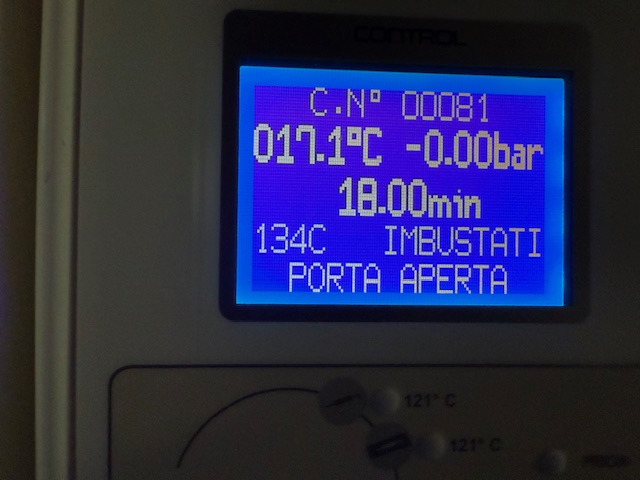 CONTROL
C.N° 00081
017.1°C -0.00bar
18.00min
134C IMBUSTATI
PORTA APERTA
121° C
121° C